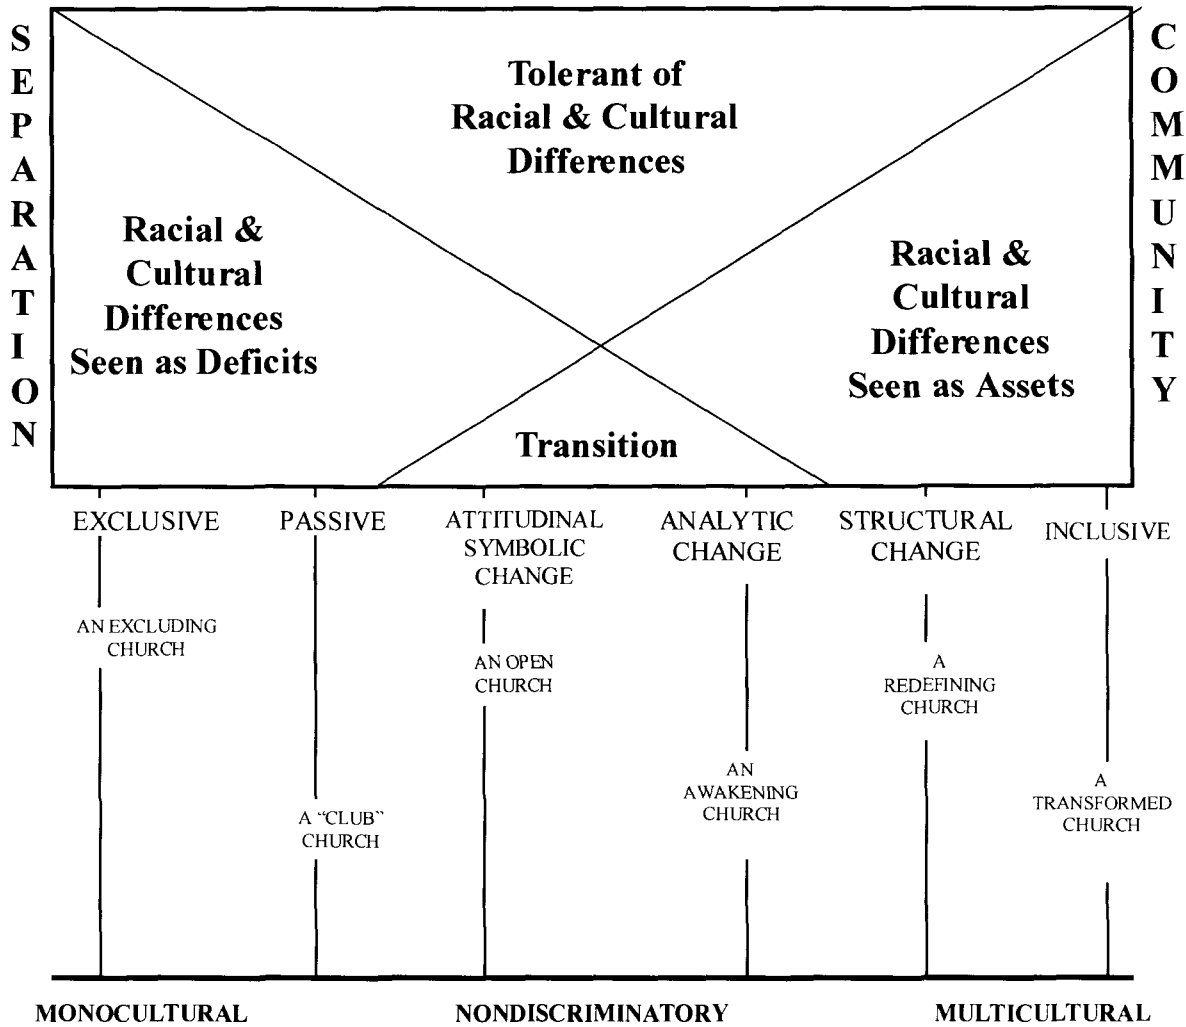 SEPARATION
Tolerant of
Racial & Cultural
Differences
COMMUNITY
Racial &
Cultural
Differences
Seen as Deficits
Racial &
Cultural
Differences
Seen as Assets
Transition
EXCLUSIVE
PASSIVE
ATTITUDINAL
SYMBOLIC
CHANGE
ANALYTIC
CHANGE
STRUCTURAL
CHANGE
INCLUSIVE
AN EXCLUDING
CHURCH
A “CLUB”
CHURCH
AN OPEN
CHURCH
AN
AWAKENING
CHURCH
A
REDEFINING
CHURCH
A
TRANSFORMED
CHURCH
MONOCULTURAL
NONDISCRIMINATORY
MULTICULTURAL